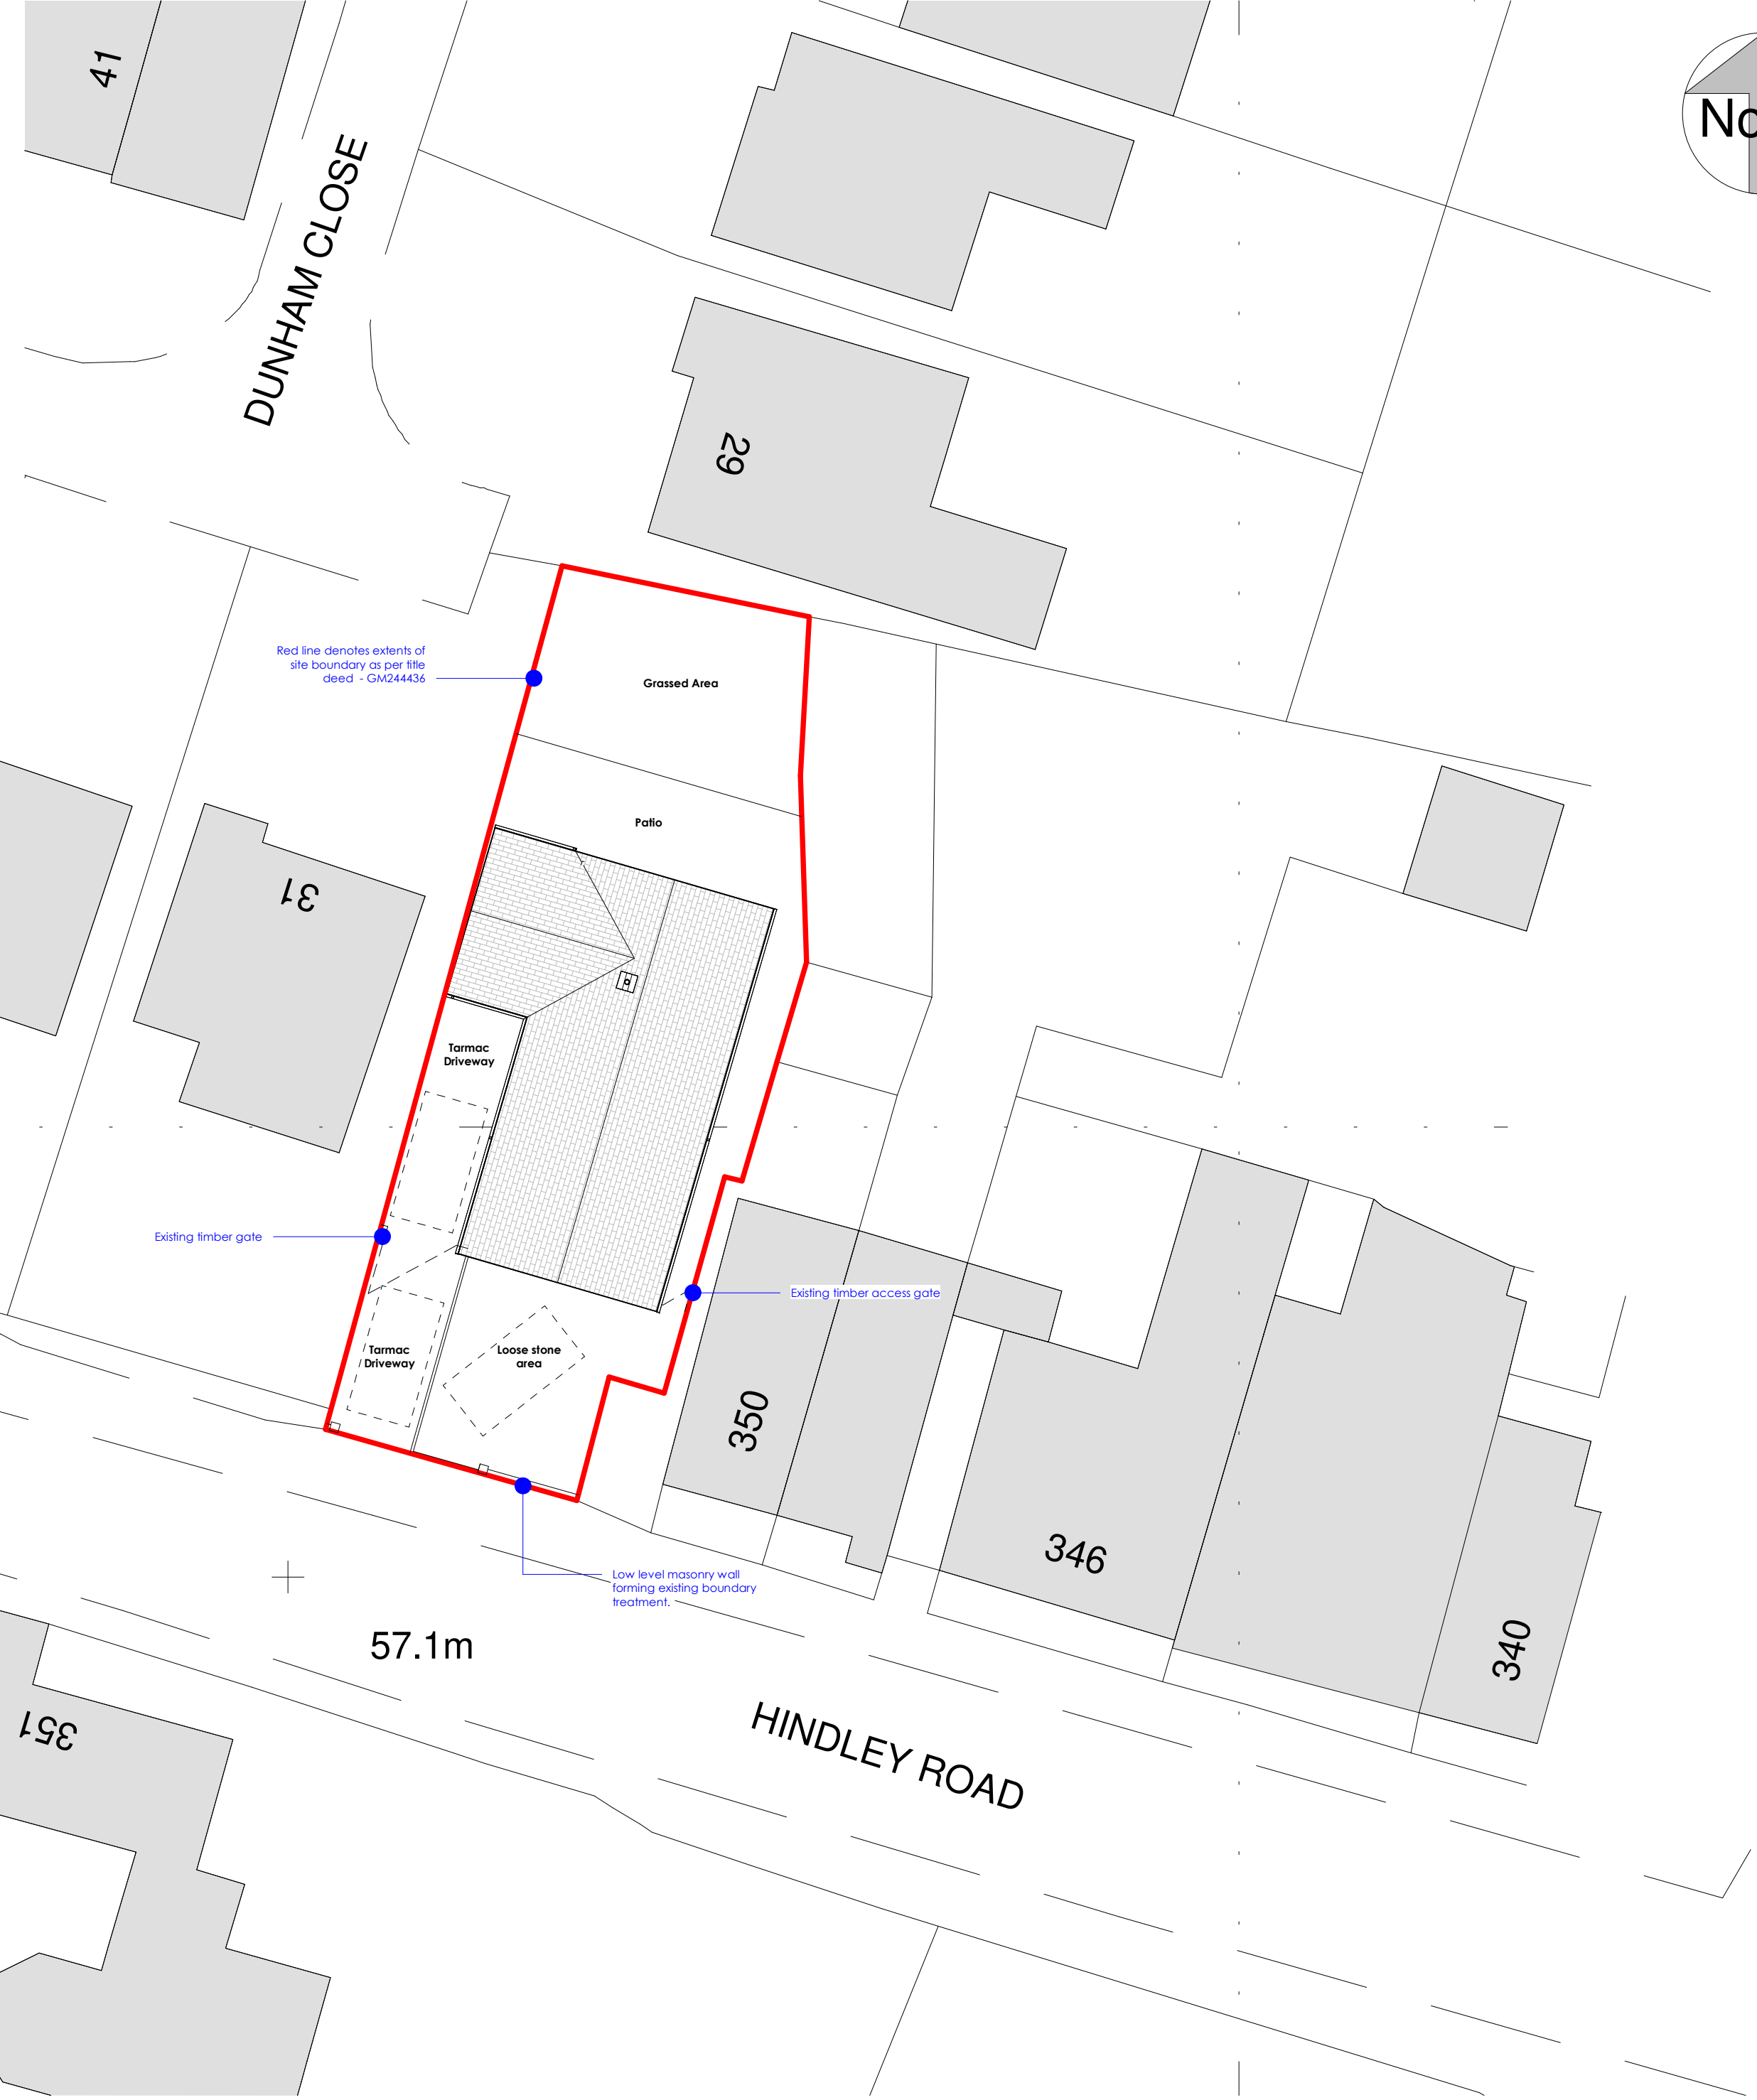 41
No
DUNHAM CLOSE
29
Red line denotes extents of
site boundary as per title
deed - GM244436
Grassed Area
Patio
31
Tarmac
Driveway
Existing timber gate
Existing timber access gate
Tarmac
Driveway
Loose stone
area
350
346
Low level masonry wall
forming existing boundary
treatment.
57.1m
340
351
HINDLEY ROAD